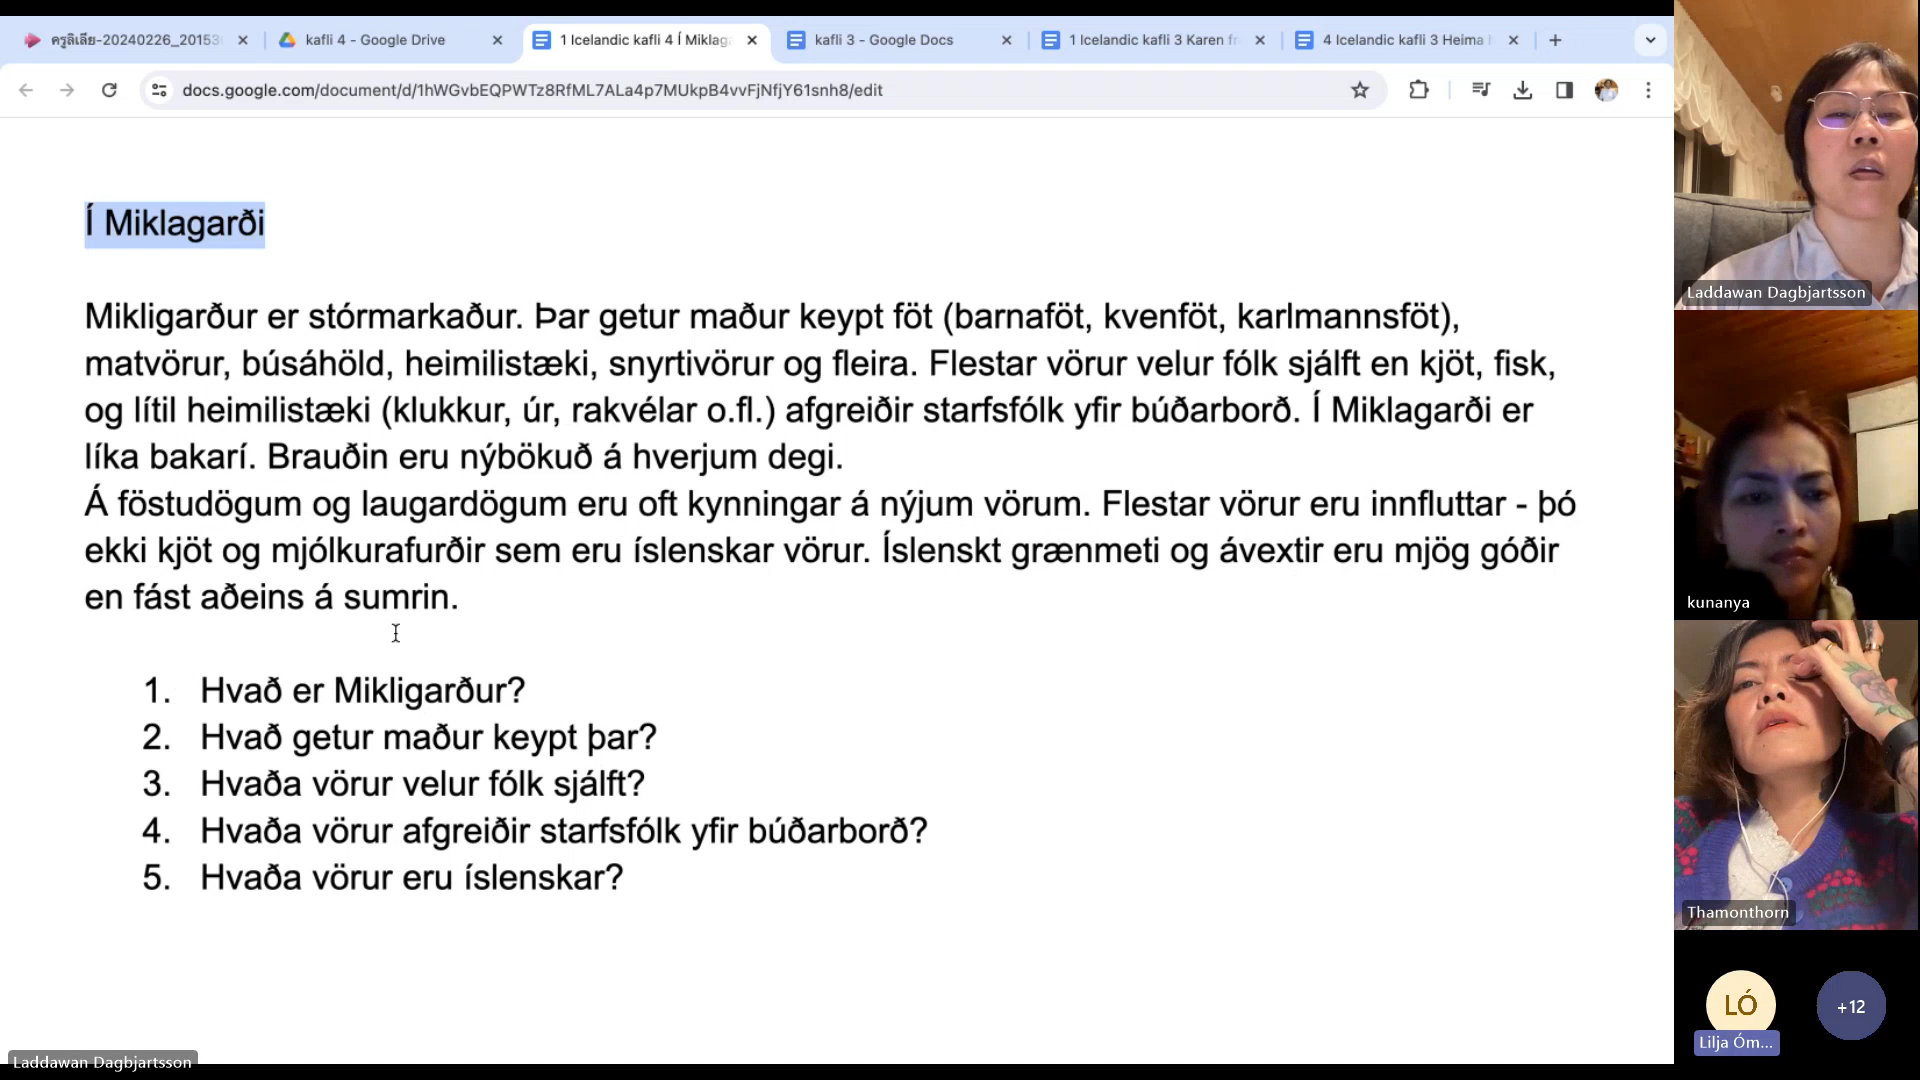 ครูลิเลีย-20240226_20153
kafli 4 - Google Drive
1 Icelandic kafli 4 Í Miklag
kafli 3 - Google Docs
1 Icelandic kafli 3 Karen fr
4 Icelandic kafli 3 Heima h
docs.google.com/document/d/1hWGvbEQPWTz8RfML7ALa4p7MUkpB4vvFjNfjY61snh8/edit
Í Miklagarði
Mikligarður er stórmarkaður. Þar getur maður keypt föt (barnaföt, kvenföt, karlmannsföt),
matvörur, búsáhöld, heimilistæki, snyrtivörur og fleira. Flestar vörur velur fólk sjálft en kjöt, fisk,
og lítil heimilistæki (klukkur, úr, rakvélar o.fl.) afgreiðir starfsfólk yfir búðarborð. Í Miklagarði er
líka bakarí. Brauðin eru nýbökuð á hverjum degi.
Á föstudögum og laugardögum eru oft kynningar á nýjum vörum. Flestar vörur eru innfluttar - þó
ekki kjöt og mjólkurafurðir sem eru íslenskar vörur. Íslenskt grænmeti og ávextir eru mjög góðir
en fást aðeins á sumrin.
1. Hvað er Mikligarður?
2. Hvað getur maður keypt þar?
3. Hvaða vörur velur fólk sjálft?
4. Hvaða vörur afgreiðir starfsfólk yfir búðarborð?
5. Hvaða vörur eru íslenskar?
Laddawan Dagbjartsson
Laddawan Dagbjartsson
kunanya
Thamonthorn
LÓ
+12
Lilja Óm...